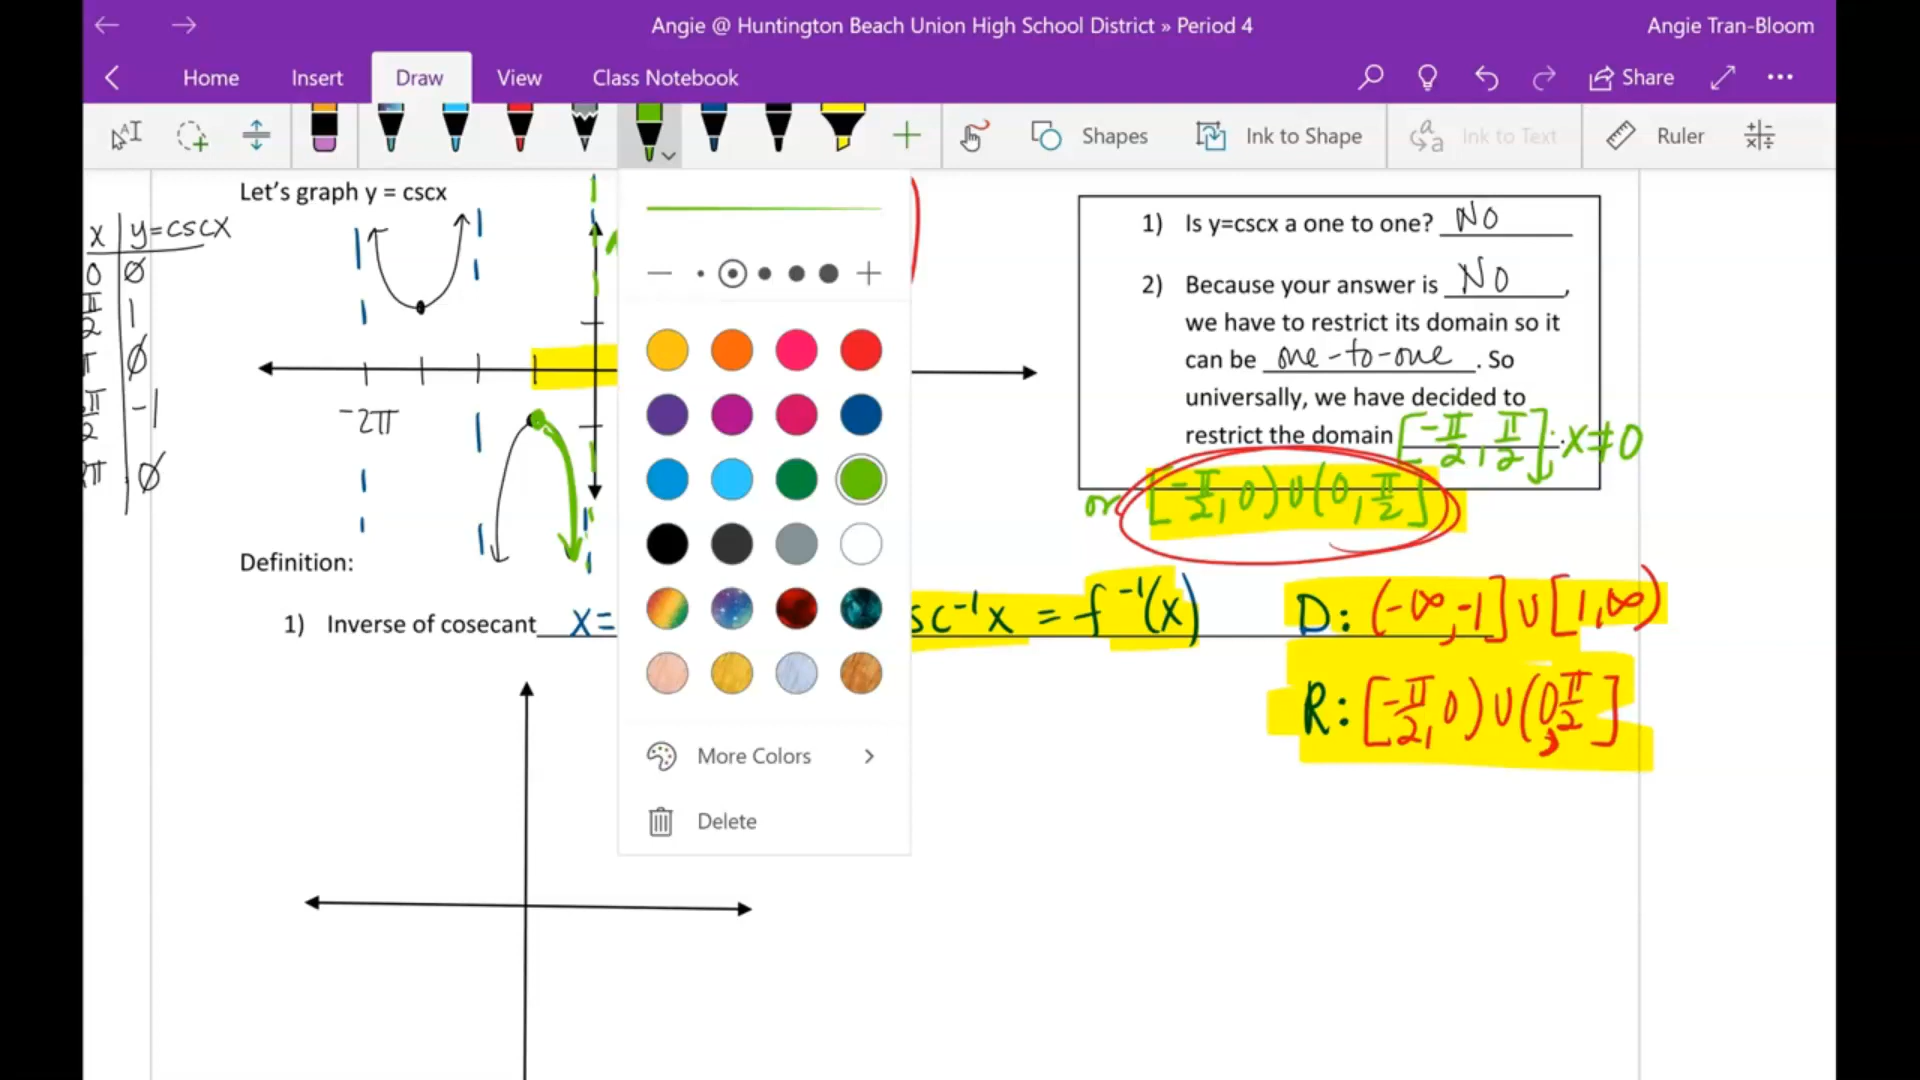 Angie @ Huntington Beach Union High School District » Period 4
Angie Tran-Bloom
Home Insert Draw View Class Notebook Share
Shapes Ink to Shape Ink to Text Ruler
Let's graph y = cscx
x y=cscx
0 ∅
π/2 1
π ∅
-1
∅
-2π
1) Is y=cscx a one to one? NO
2) Because your answer is NO,
we have to restrict its domain so it
can be one-to-one. So
universally, we have decided to
restrict the domain [-π/2, π/2]; x≠0.
or [-π/2, 0) U (0, π/2]
Definition:
1) Inverse of cosecant x= sc⁻¹x = f⁻¹(x)
D: (-∞, -1] U [1, ∞)
R: [-π/2, 0) U (0, π/2]
More Colors
Delete